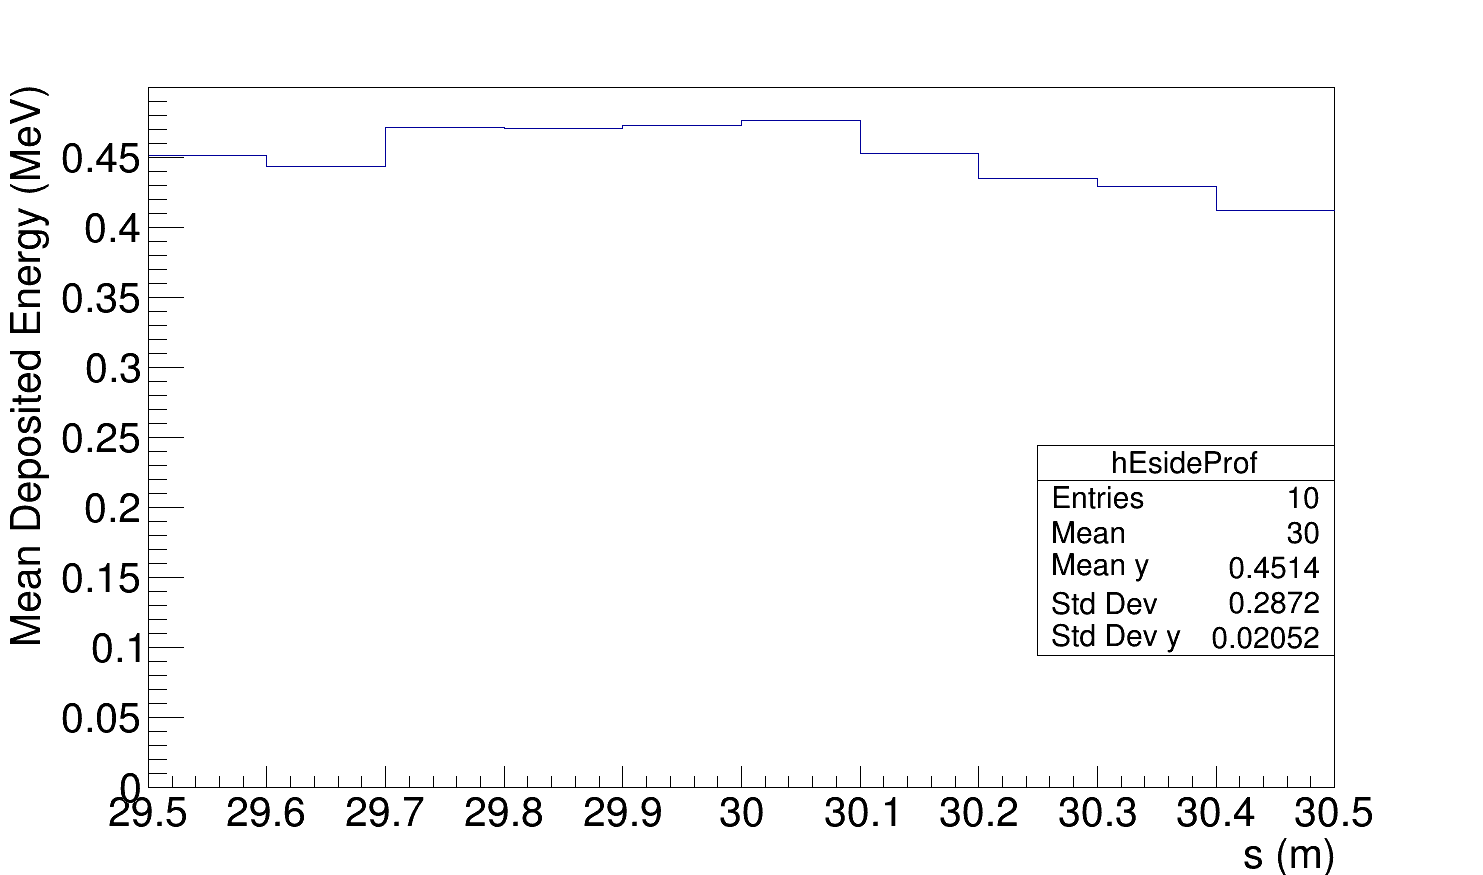 Mean Deposited Energy (MeV)
0.45
0.4
0.35
0.3
0.25
0.2
0.15
0.1
0.05
0
hEsideProf
Entries 10
Mean 30
Mean y 0.4514
Std Dev 0.2872
Std Dev y 0.02052
29.5 29.6 29.7 29.8 29.9 30 30.1 30.2 30.3 30.4 30.5
s (m)